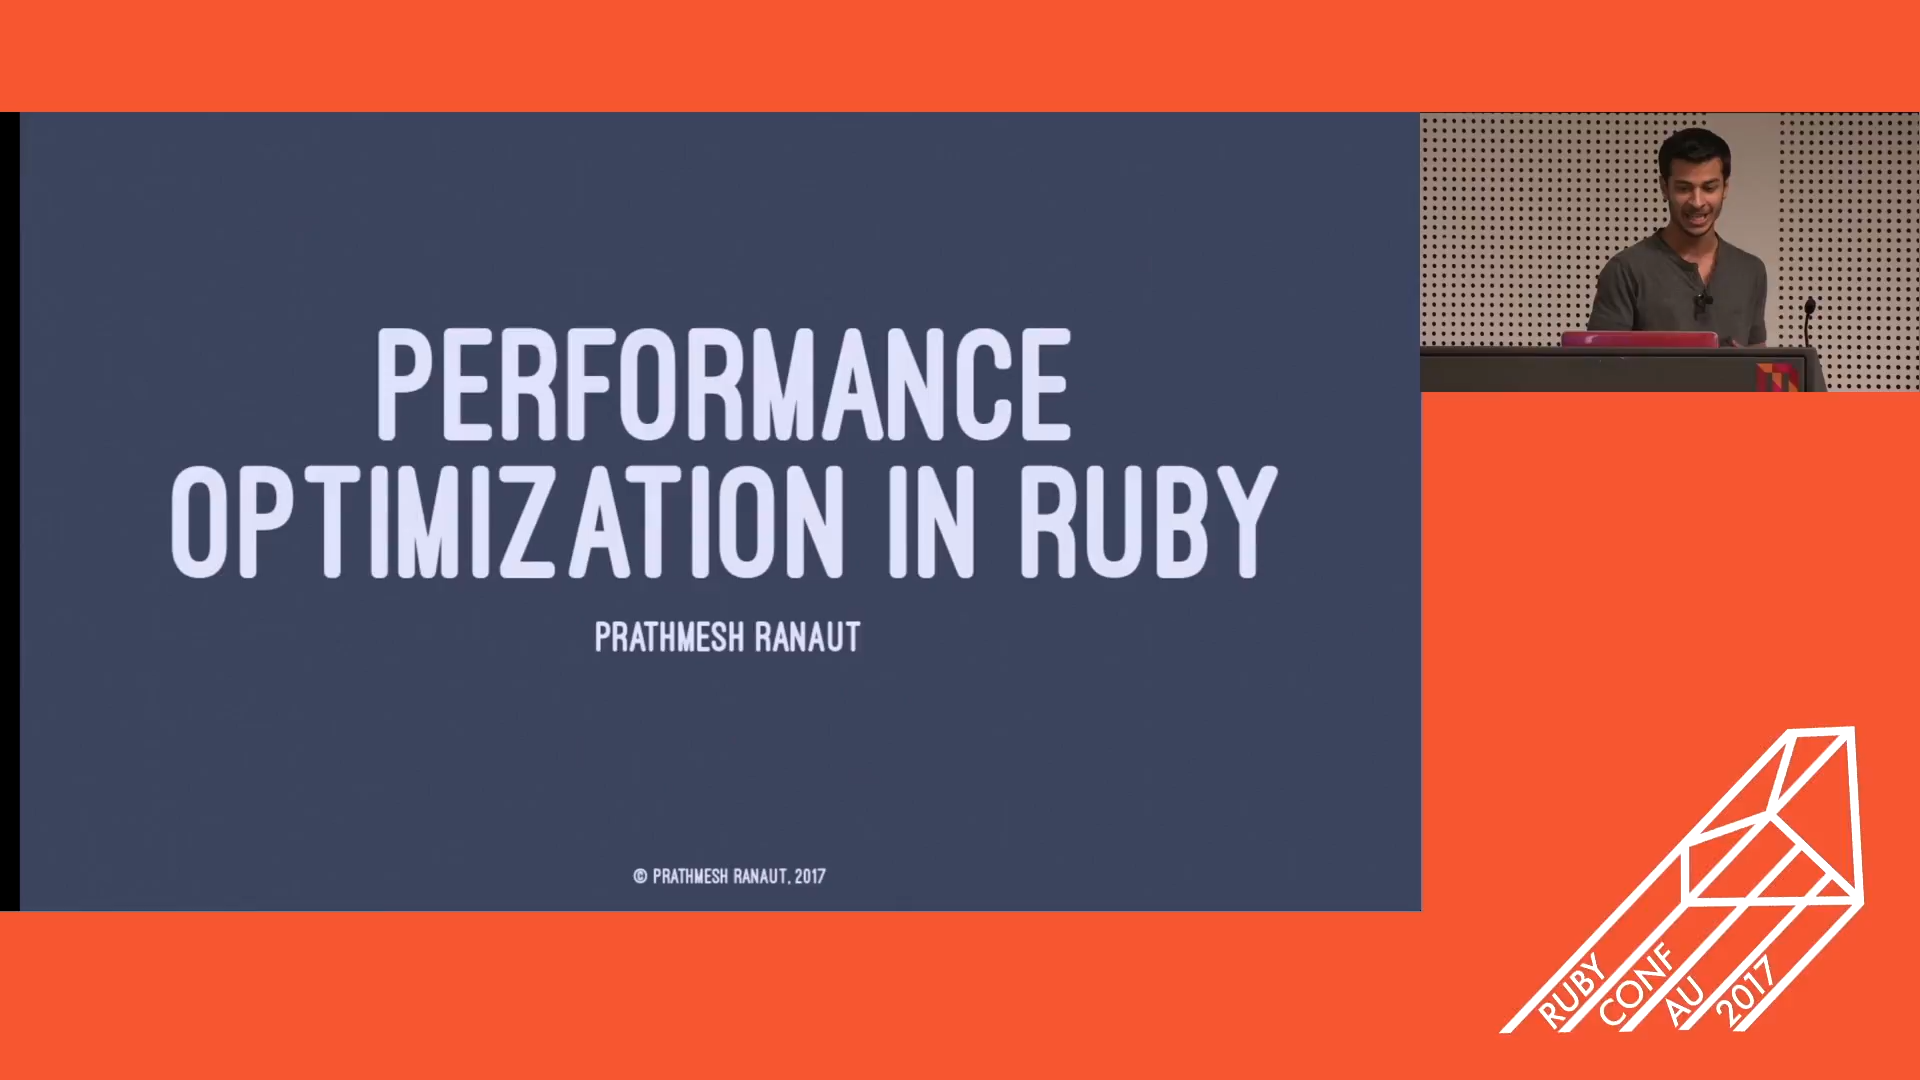 PERFORMANCE
OPTIMIZATION IN RUBY
PRATHMESH RANAUT
© PRATHMESH RANAUT, 2017
RUBY
CONF
AU
2017